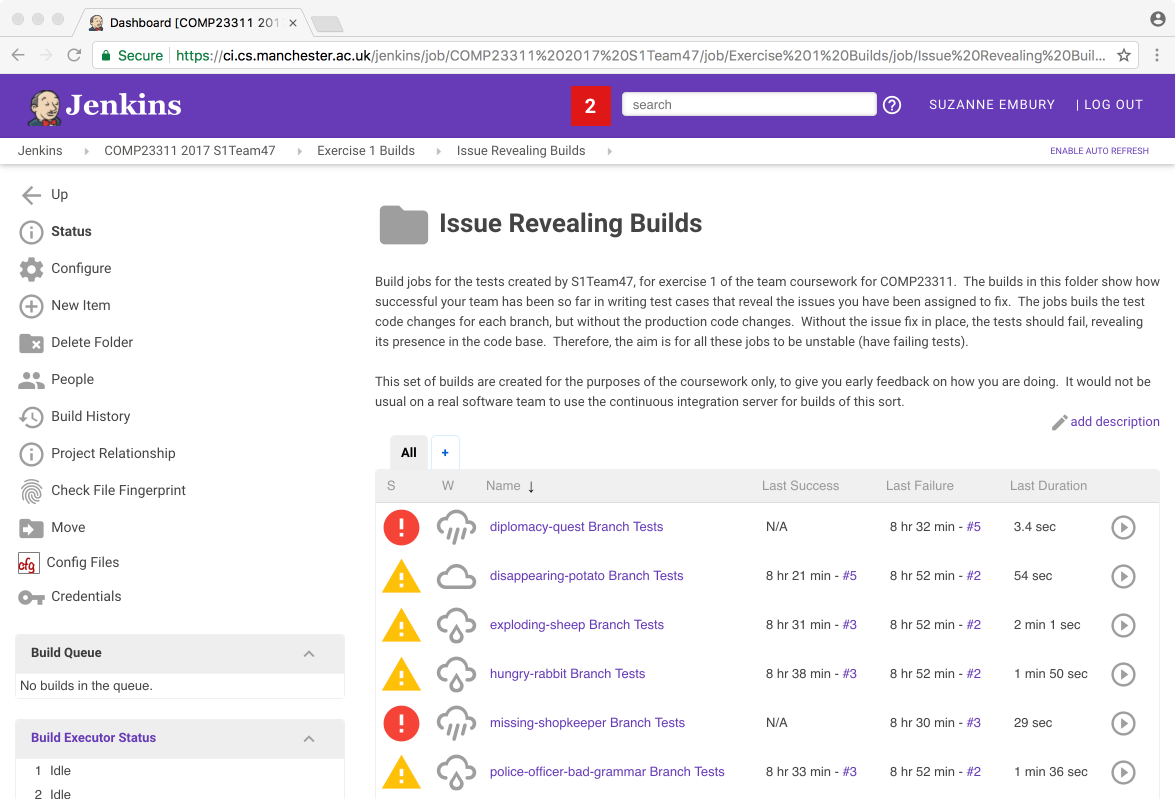 Dashboard [COMP23311 201
Secure https://ci.cs.manchester.ac.uk/jenkins/job/COMP23311%202017%20S1Team47/job/Exercise%201%20Builds/job/Issue%20Revealing%20Buil...
Jenkins 2 search SUZANNE EMBURY | LOG OUT
Jenkins COMP23311 2017 S1Team47 Exercise 1 Builds Issue Revealing Builds ENABLE AUTO REFRESH
Up
Status
Configure
New Item
Delete Folder
People
Build History
Project Relationship
Check File Fingerprint
Move
cfg Config Files
Credentials
Build Queue
No builds in the queue.
Build Executor Status
1 Idle
2 Idle
Issue Revealing Builds
Build jobs for the tests created by S1Team47, for exercise 1 of the team coursework for COMP23311. The builds in this folder show how
successful your team has been so far in writing test cases that reveal the issues you have been assigned to fix. The jobs buils the test
code changes for each branch, but without the production code changes. Without the issue fix in place, the tests should fail, revealing
its presence in the code base. Therefore, the aim is for all these jobs to be unstable (have failing tests).
This set of builds are created for the purposes of the coursework only, to give you early feedback on how you are doing. It would not be
usual on a real software team to use the continuous integration server for builds of this sort.
add description
All +
S W Name ↓ Last Success Last Failure Last Duration
diplomacy-quest Branch Tests N/A 8 hr 32 min - #5 3.4 sec
disappearing-potato Branch Tests 8 hr 21 min - #5 8 hr 52 min - #2 54 sec
exploding-sheep Branch Tests 8 hr 31 min - #3 8 hr 52 min - #2 2 min 1 sec
hungry-rabbit Branch Tests 8 hr 38 min - #3 8 hr 52 min - #2 1 min 50 sec
missing-shopkeeper Branch Tests N/A 8 hr 30 min - #3 29 sec
police-officer-bad-grammar Branch Tests 8 hr 33 min - #3 8 hr 52 min - #2 1 min 36 sec